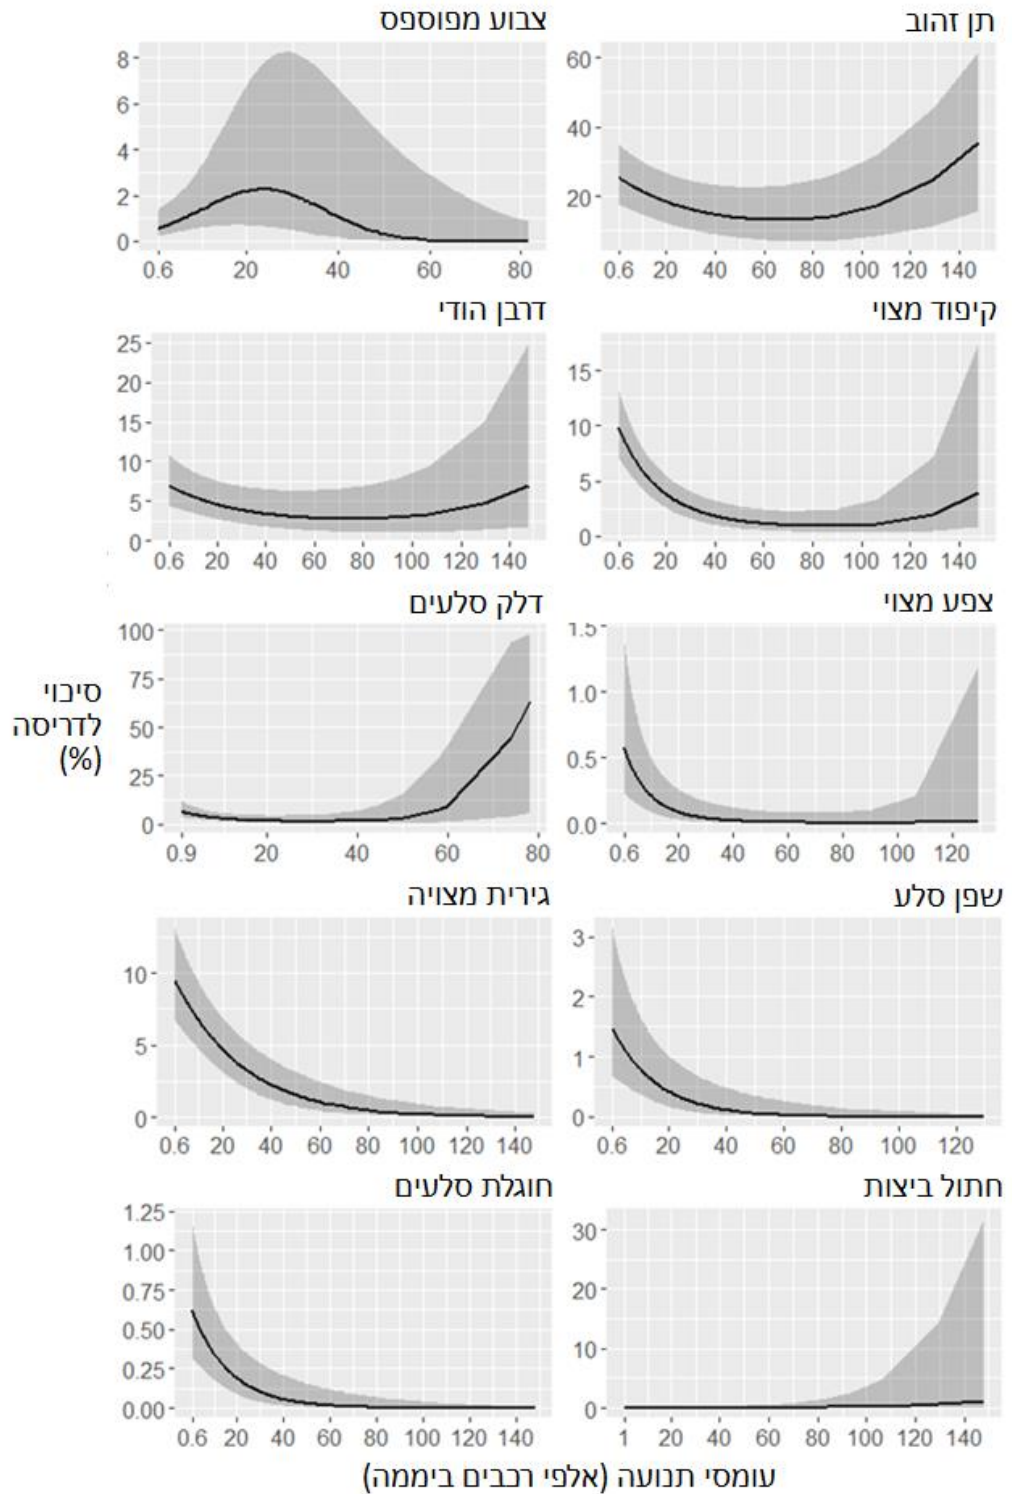 צבוע מפוספס
8
6
4
2
0
0.6 20 40 60 80
תן זהוב
60
40
20
0.6 20 40 60 80 100 120 140
דרבן הודי
25
20
15
10
5
0
0.6 20 40 60 80 100 120 140
קיפוד מצוי
15
10
5
0
0.6 20 40 60 80 100 120 140
דלק סלעים
100
75
50
25
0
0.9 20 40 60 80
צפע מצוי
1.5
1.0
0.5
0.0
0.6 20 40 60 80 100 120
סיכוי
לדריסה
(%)
גירית מצויה
10
5
0
0.6 20 40 60 80 100 120 140
שפן סלע
3
2
1
0
0.6 20 40 60 80 100 120
חוגלת סלעים
1.25
1.00
0.75
0.50
0.25
0.00
0.6 20 40 60 80 100 120 140
חתול ביצות
30
20
10
0
1 20 40 60 80 100 120 140
עומסי תנועה (אלפי רכבים ביממה)